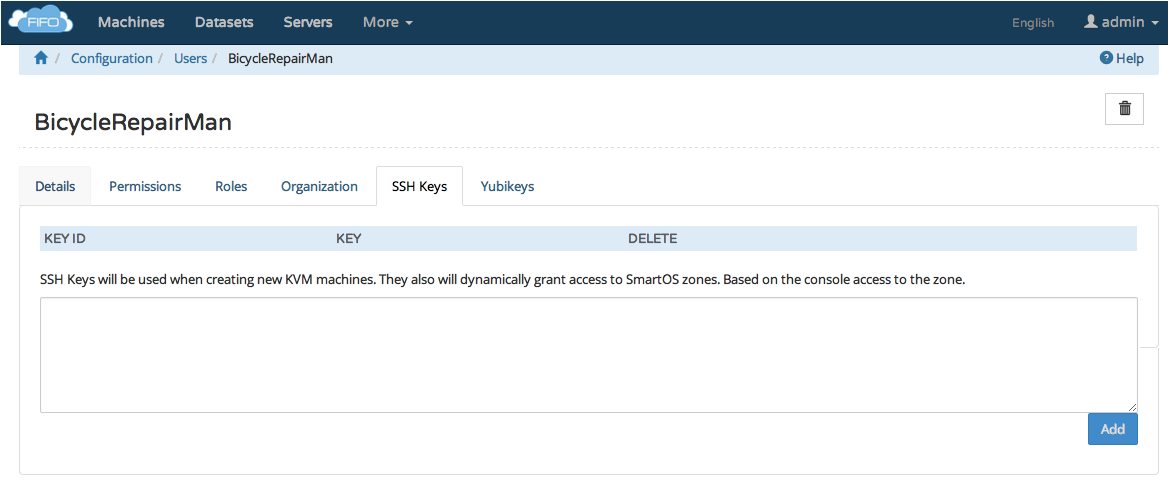 FIFO Machines Datasets Servers More English admin
/ Configuration / Users / BicycleRepairMan ? Help
BicycleRepairMan
Details Permissions Roles Organization SSH Keys Yubikeys
KEY ID KEY DELETE
SSH Keys will be used when creating new KVM machines. They also will dynamically grant access to SmartOS zones. Based on the console access to the zone.
Add